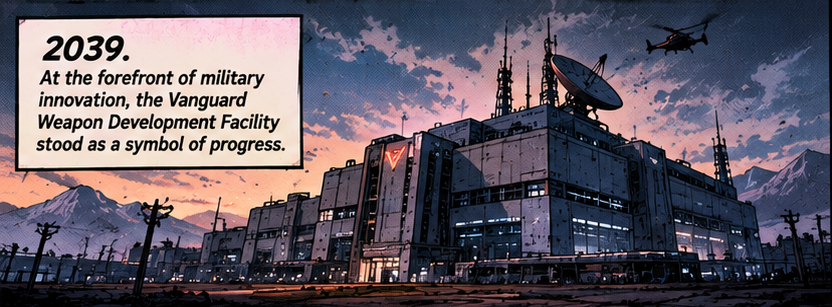 2039.
At the forefront of military
innovation, the Vanguard
Weapon Development Facility
stood as a symbol of progress.
V